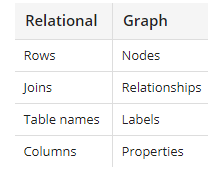 Relational Graph
Rows Nodes
Joins Relationships
Table names Labels
Columns Properties